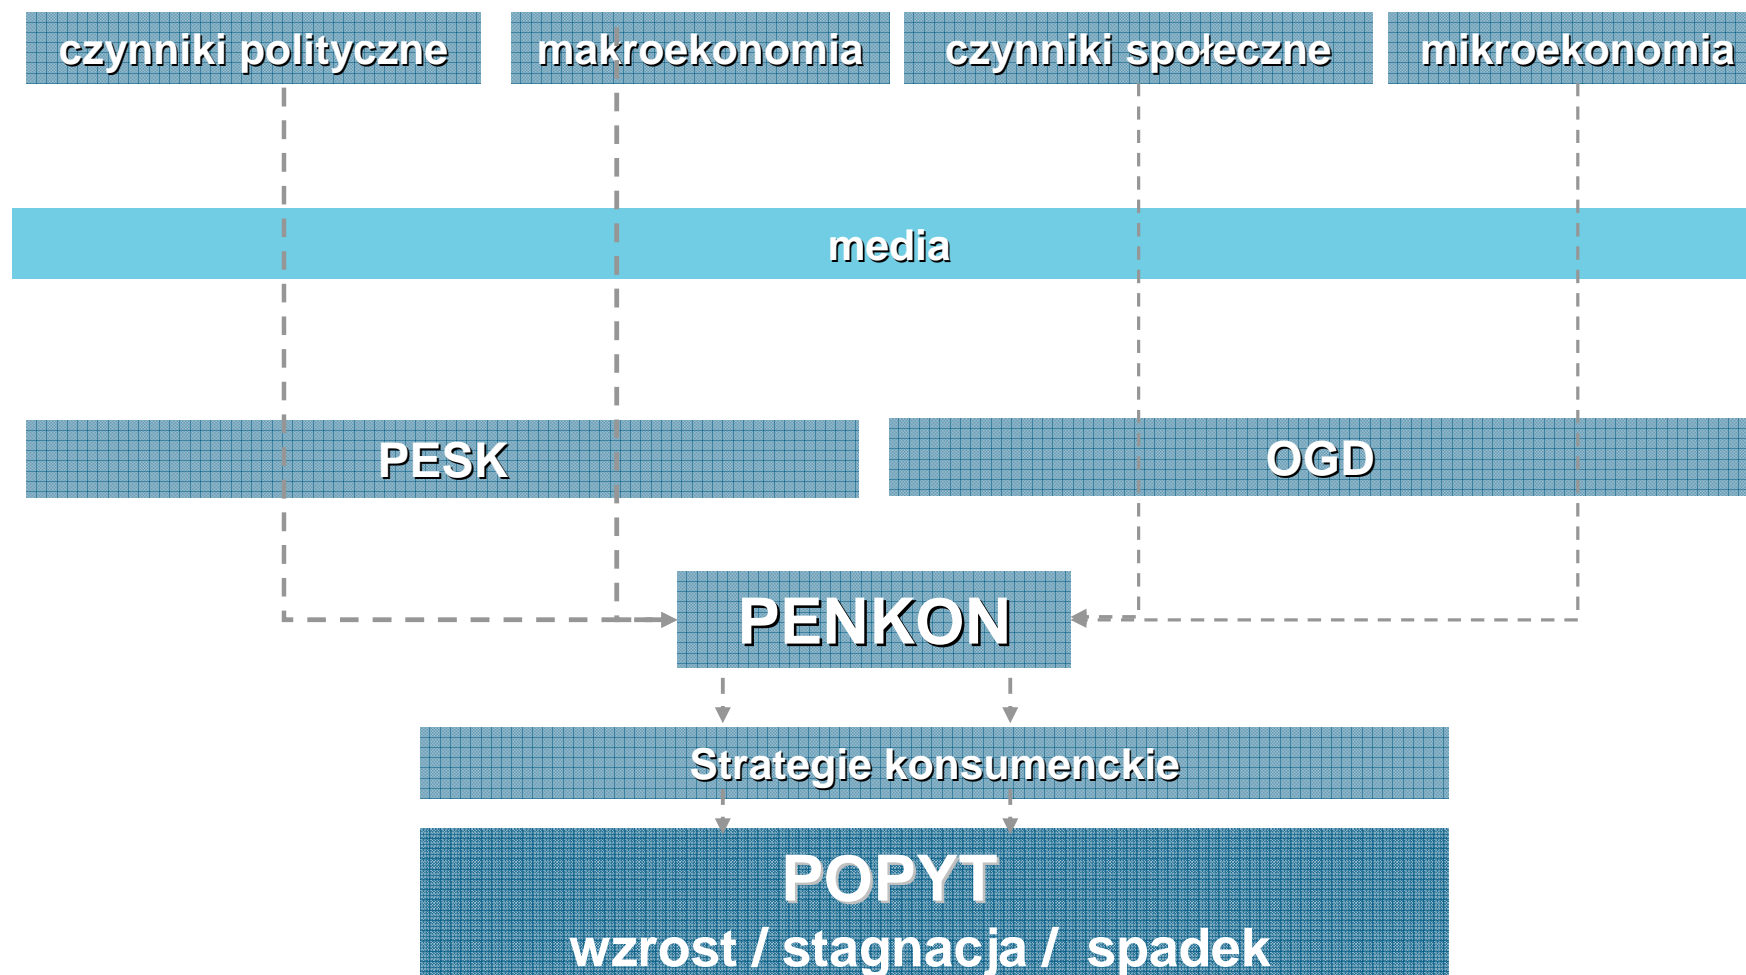 czynniki polityczne
makroekonomia
czynniki społeczne
mikroekonomia
media
PESK
OGD
PENKON
Strategie konsumenckie
POPYT
wzrost / stagnacja / spadek